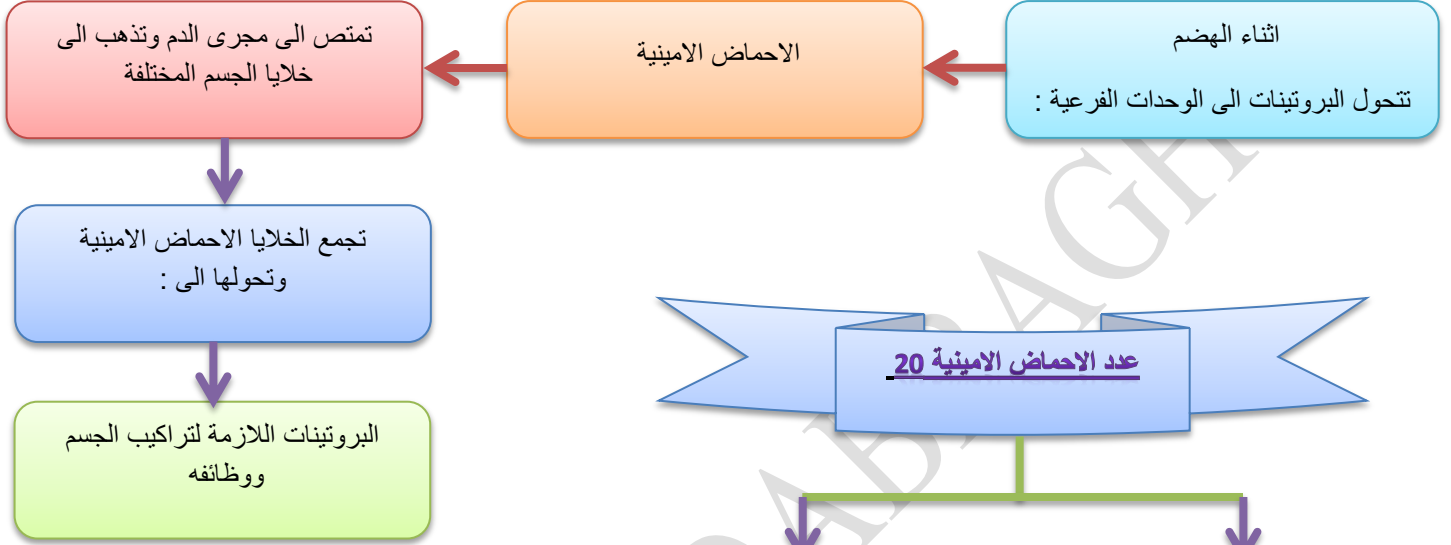 اثناء الهضم
تتحول البروتينات الى الوحدات الفرعية :
الاحماض الامينية
تمتص الى مجرى الدم وتذهب الى
خلايا الجسم المختلفة
تجمع الخلايا الاحماض الامينية
وتحولها الى :
البروتينات اللازمة لتراكيب الجسم
ووظائفه
عدد الاحماض الامينية 20